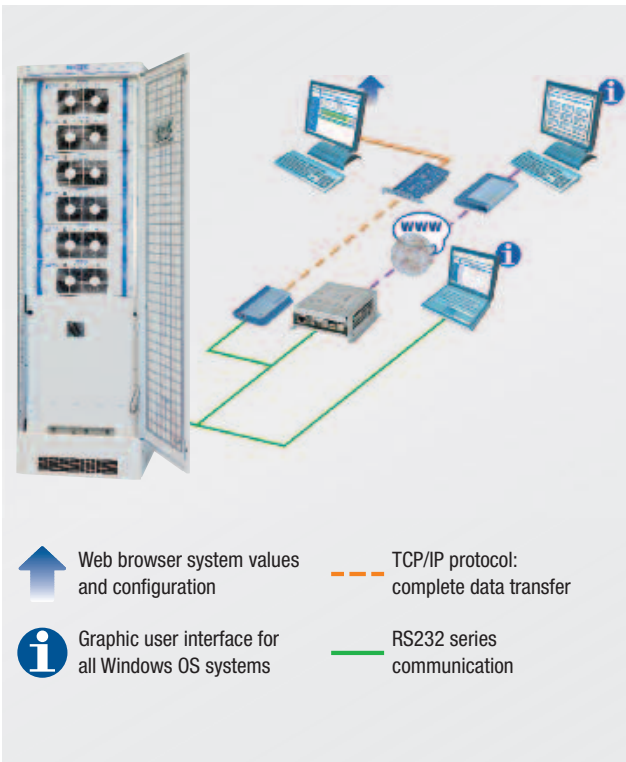 www
i
i
Web browser system values
and configuration
TCP/IP protocol:
complete data transfer
i
Graphic user interface for
all Windows OS systems
RS232 series
communication